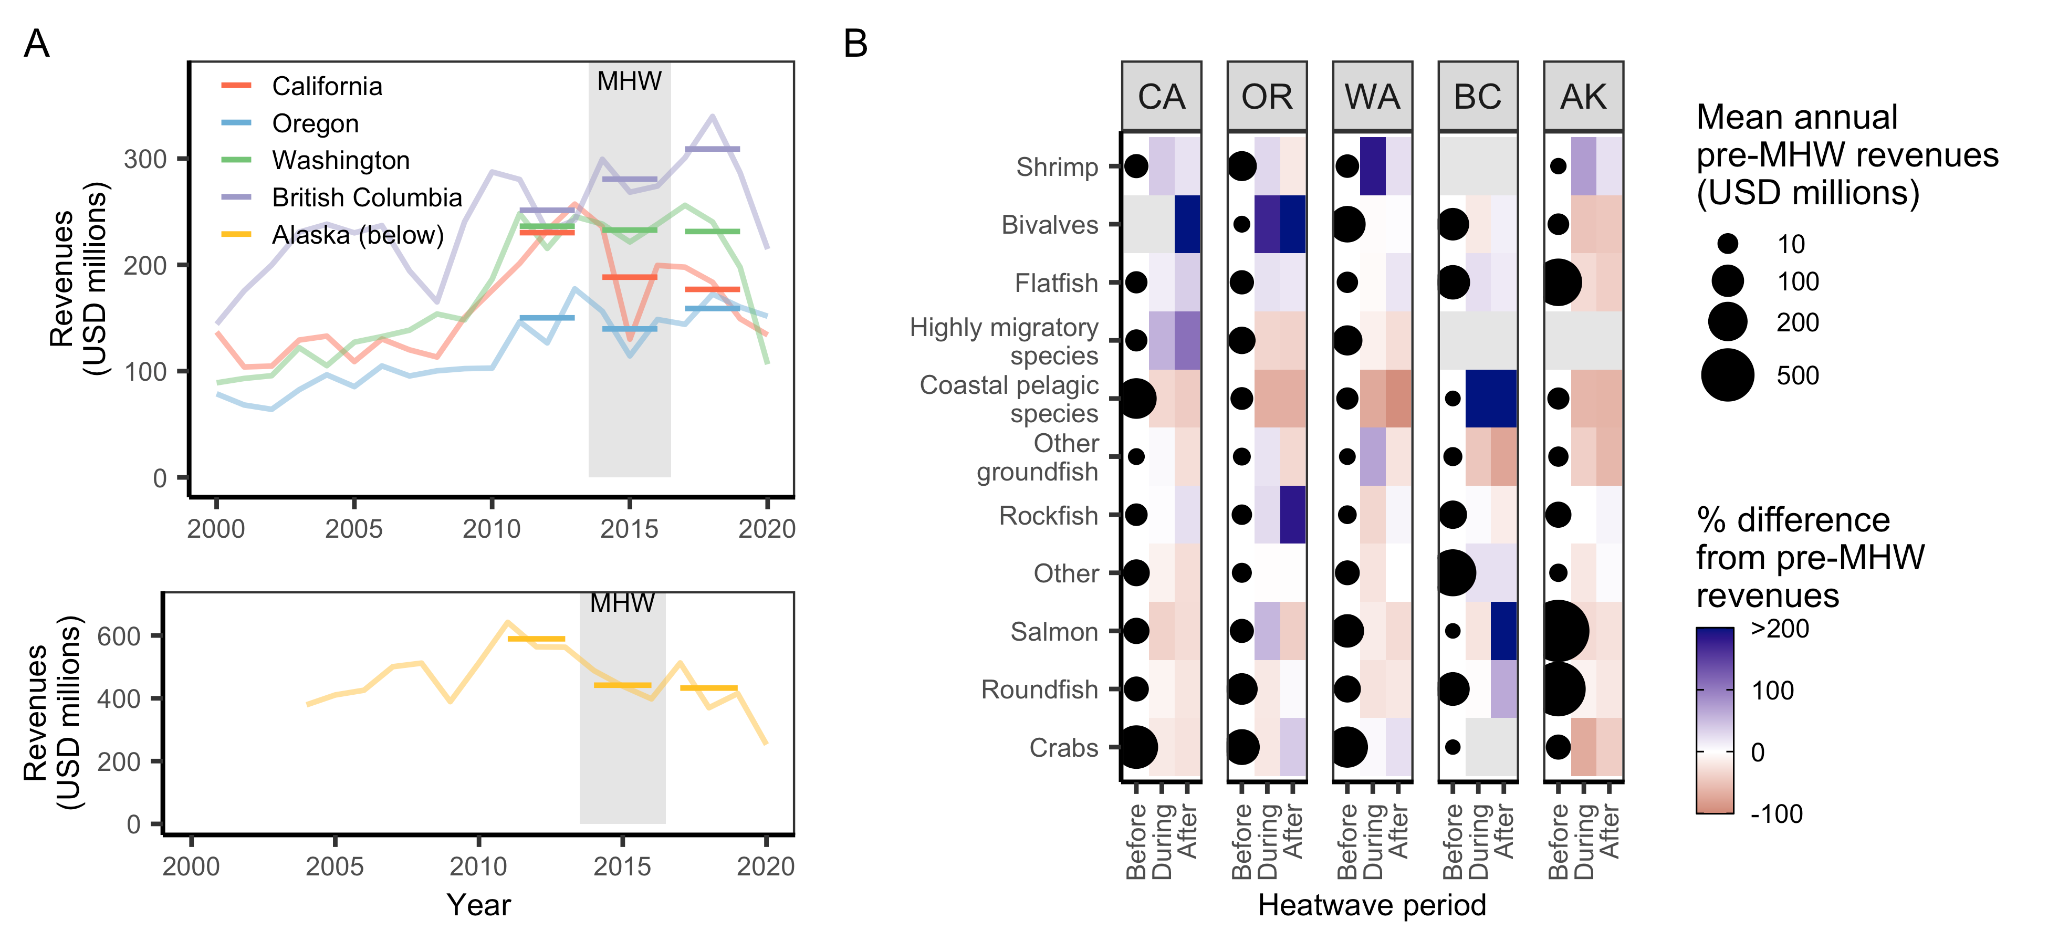 A
Revenues
(USD millions)
300
200
100
0
California
Oregon
Washington
British Columbia
Alaska (below)
MHW
2000
2005
2010
2015
2020
Revenues
(USD millions)
600
400
200
0
MHW
2000
2005
2010
2015
2020
Year
B
CA
OR
WA
BC
AK
Shrimp
Bivalves
Flatfish
Highly migratory
species
Coastal pelagic
species
Other
groundfish
Rockfish
Other
Salmon
Roundfish
Crabs
Before
During
After
Before
During
After
Before
During
After
Before
During
After
Before
During
After
Heatwave period
Mean annual
pre-MHW revenues
(USD millions)
10
100
200
500
% difference
from pre-MHW
revenues
>200
100
0
-100